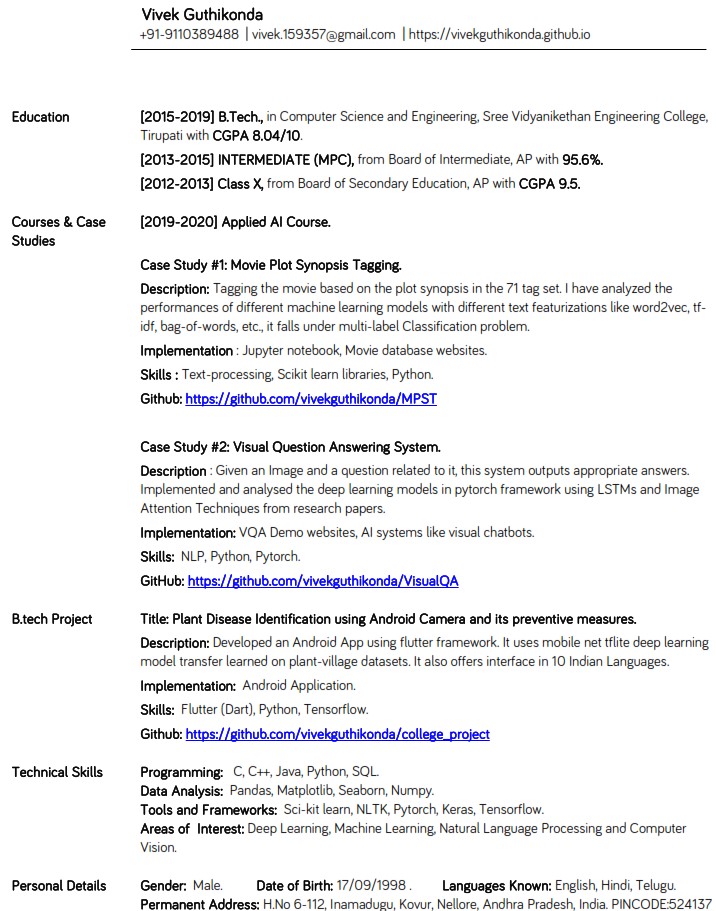 Vivek Guthikonda
+91-9110389488 | vivek.159357@gmail.com | https://vivekguthikonda.github.io
Education
[2015-2019] B.Tech., in Computer Science and Engineering, Sree Vidyanikethan Engineering College,
Tirupati with CGPA 8.04/10.
[2013-2015] INTERMEDIATE (MPC), from Board of Intermediate, AP with 95.6%.
[2012-2013] Class X, from Board of Secondary Education, AP with CGPA 9.5.
Courses & Case
Studies
[2019-2020] Applied AI Course.
Case Study #1: Movie Plot Synopsis Tagging.
Description: Tagging the movie based on the plot synopsis in the 71 tag set. I have analyzed the
performances of different machine learning models with different text featurizations like word2vec, tf-
idf, bag-of-words, etc., it falls under multi-label Classification problem.
Implementation : Jupyter notebook, Movie database websites.
Skills : Text-processing, Scikit learn libraries, Python.
Github: https://github.com/vivekguthikonda/MPST
Case Study #2: Visual Question Answering System.
Description : Given an Image and a question related to it, this system outputs appropriate answers.
Implemented and analysed the deep learning models in pytorch framework using LSTMs and Image
Attention Techniques from research papers.
Implementation: VQA Demo websites, AI systems like visual chatbots.
Skills: NLP, Python, Pytorch.
GitHub: https://github.com/vivekguthikonda/VisualQA
B.tech Project
Title: Plant Disease Identification using Android Camera and its preventive measures.
Description: Developed an Android App using flutter framework. It uses mobile net tflite deep learning
model transfer learned on plant-village datasets. It also offers interface in 10 Indian Languages.
Implementation: Android Application.
Skills: Flutter (Dart), Python, Tensorflow.
Github: https://github.com/vivekguthikonda/college_project
Technical Skills
Programming: C, C++, Java, Python, SQL.
Data Analysis: Pandas, Matplotlib, Seaborn, Numpy.
Tools and Frameworks: Sci-kit learn, NLTK, Pytorch, Keras, Tensorflow.
Areas of Interest: Deep Learning, Machine Learning, Natural Language Processing and Computer
Vision.
Personal Details
Gender: Male. Date of Birth: 17/09/1998 . Languages Known: English, Hindi, Telugu.
Permanent Address: H.No 6-112, Inamadugu, Kovur, Nellore, Andhra Pradesh, India. PINCODE:524137